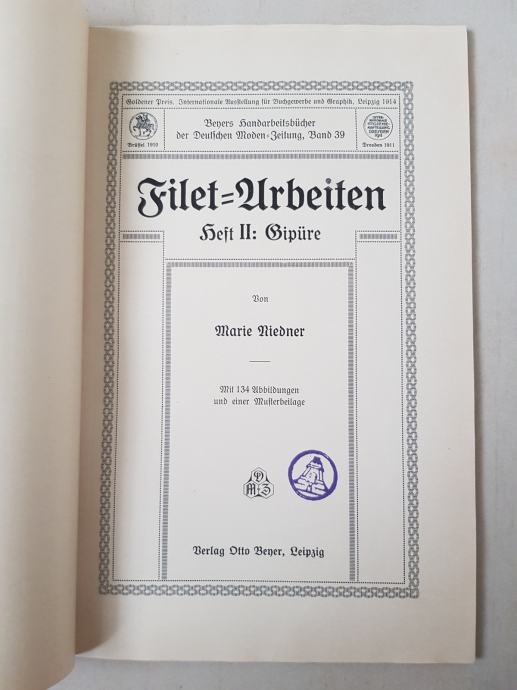 Goldener Preis. Internationale Ausstellung für Buchgewerbe und Graphik, Leipzig 1914
Beyers Handarbeitsbücher
der Deutschen Moden-Zeitung, Band 39
Brüssel 1910
Dresden 1911
Filet-Arbeiten
Heft II: Gipüre
Von
Marie Niedner
Mit 134 Abbildungen
und einer Musterbeilage
D
M Z
Verlag Otto Beyer, Leipzig